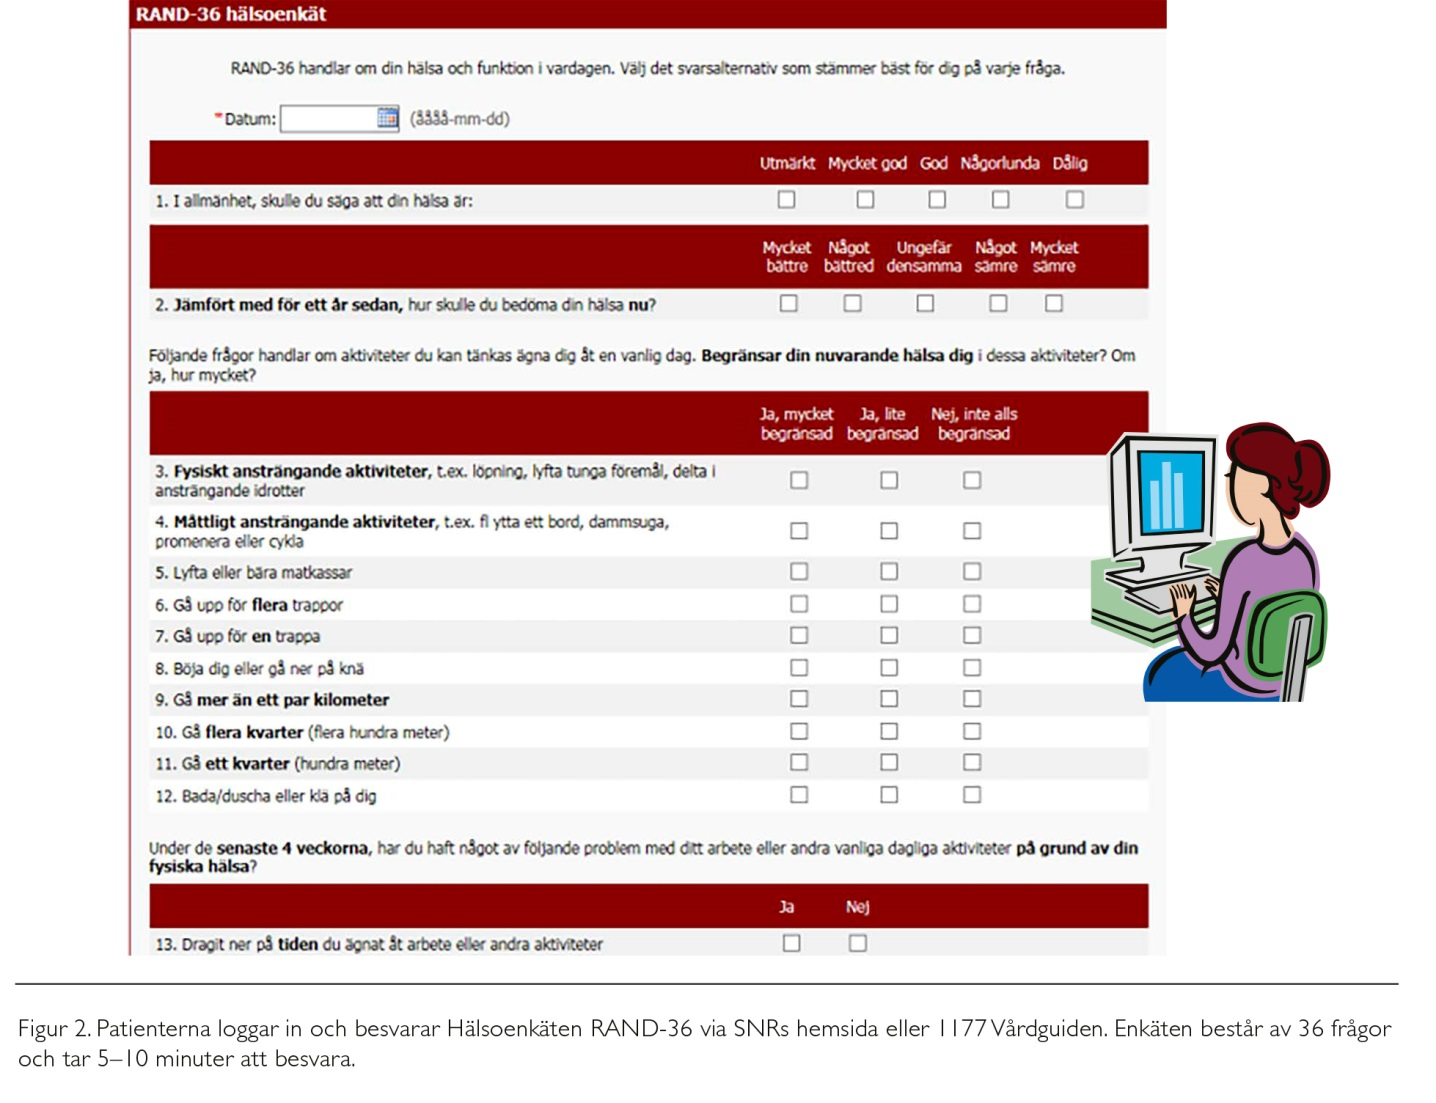 RAND-36 hälsoenkät
RAND-36 handlar om din hälsa och funktion i vardagen. Välj det svarsalternativ som stämmer bäst för dig på varje fråga.
*Datum: (åååå-mm-dd)
Utmärkt Mycket god God Någorlunda Dålig
1. I allmänhet, skulle du säga att din hälsa är:
Mycket Något Ungefär Något Mycket
bättre bättred densamma sämre sämre
2. Jämfört med för ett år sedan, hur skulle du bedöma din hälsa nu?
Följande frågor handlar om aktiviteter du kan tänkas ägna dig åt en vanlig dag. Begränsar din nuvarande hälsa dig i dessa aktiviteter? Om
ja, hur mycket?
Ja, mycket Ja, lite Nej, inte alls
begränsad begränsad begränsad
3. Fysiskt ansträngande aktiviteter, t.ex. löpning, lyfta tunga föremål, delta i
ansträngande idrotter
4. Måttligt ansträngande aktiviteter, t.ex. fl ytta ett bord, dammsuga,
promenera eller cykla
5. Lyfta eller bära matkassar
6. Gå upp för flera trappor
7. Gå upp för en trappa
8. Böja dig eller gå ner på knä
9. Gå mer än ett par kilometer
10. Gå flera kvarter (flera hundra meter)
11. Gå ett kvarter (hundra meter)
12. Bada/duscha eller klä på dig
Under de senaste 4 veckorna, har du haft något av följande problem med ditt arbete eller andra vanliga dagliga aktiviteter på grund av din
fysiska hälsa?
Ja Nej
13. Dragit ner på tiden du ägnat åt arbete eller andra aktiviteter
Figur 2. Patienterna loggar in och besvarar Hälsoenkäten RAND-36 via SNRs hemsida eller 1177 Vårdguiden. Enkäten består av 36 frågor
och tar 5–10 minuter att besvara.